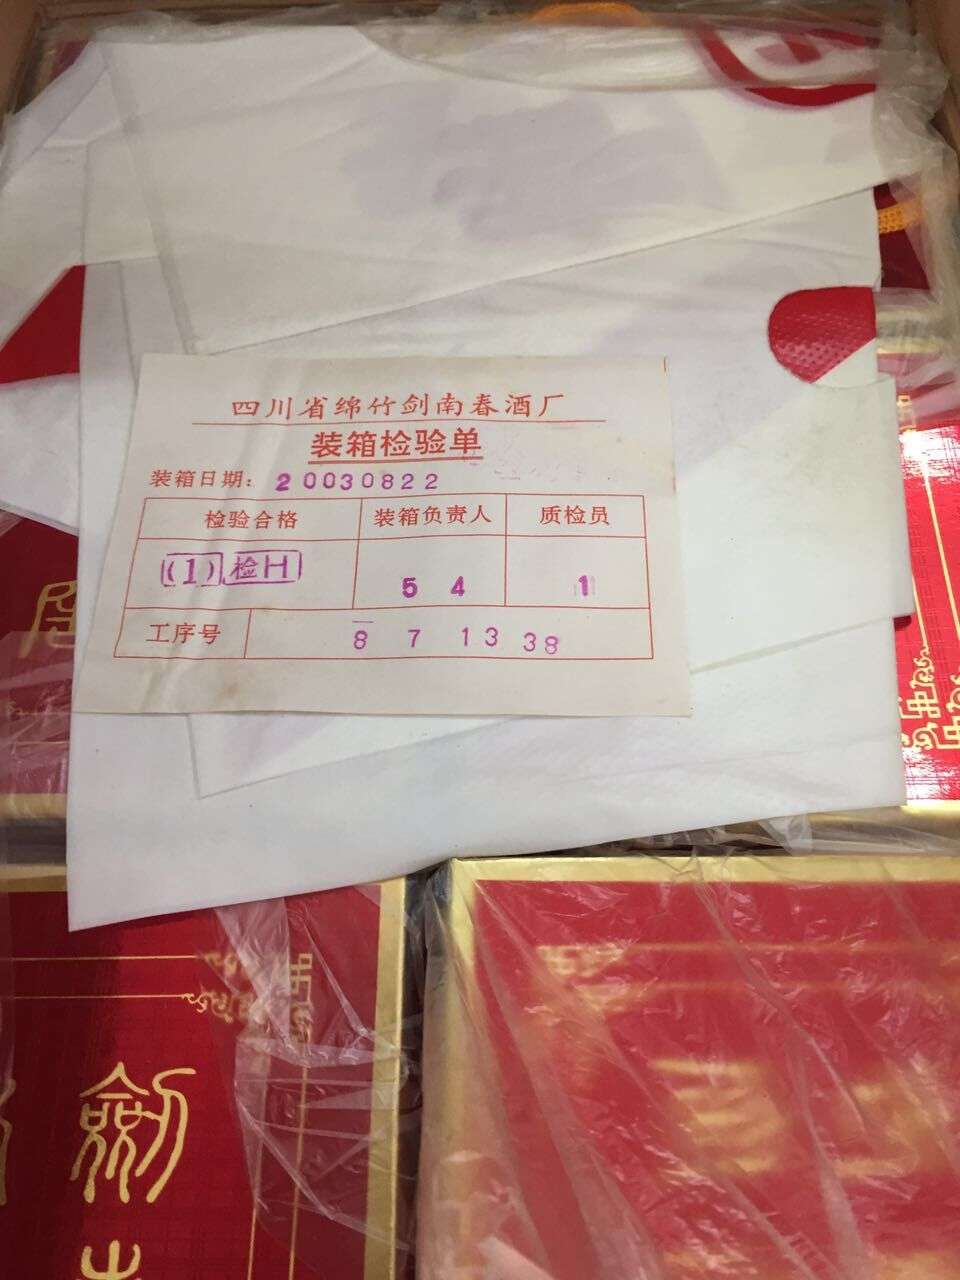 四川省绵竹剑南春酒厂
装箱检验单
装箱日期：20030822
检验合格 装箱负责人 质检员
(1) 检H 54 1
工序号 8 7 13 38
劍